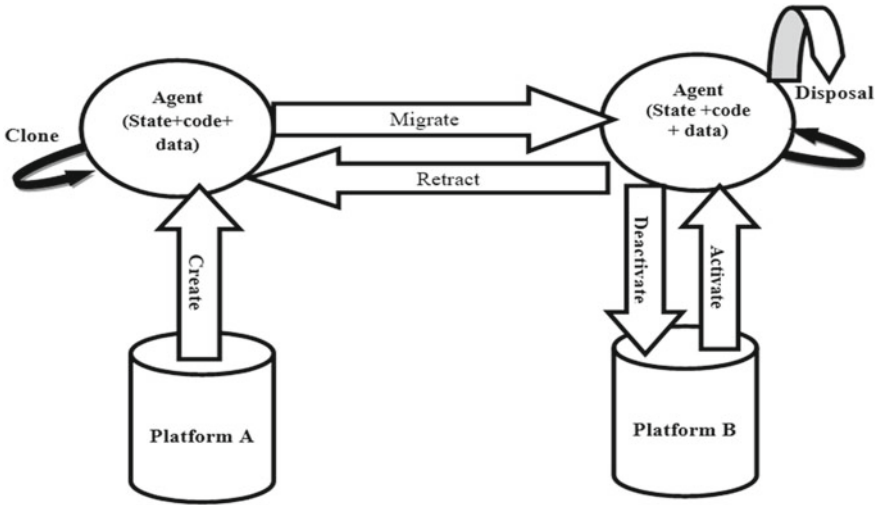 Agent
(State+code+
data)
Clone
Migrate
Retract
Agent
(State +code
+ data)
Disposal
Create
Deactivate
Activate
Platform A
Platform B